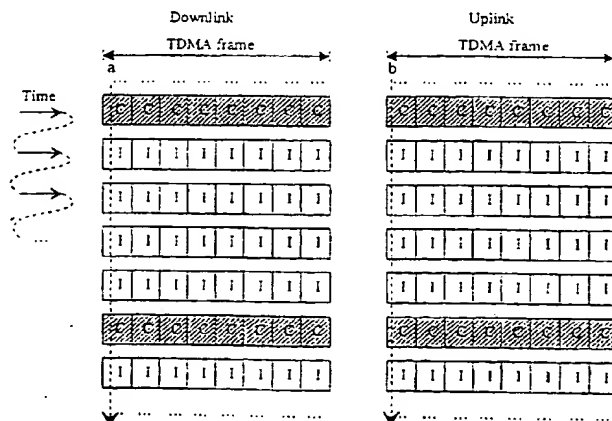 Downlink Uplink
TDMA frame TDMA frame
a b
... ... ... ... ... ... ... ... ... ... ... ...
Time
C C C C C C C C C C C C C C C C
I I I I I I I I I I I I I I I I
I I I I I I I I I I I I I I I I
I I I I I I I I I I I I I I I I
... I I I I I I I I I I I I I I I I
C C C C C C C C C C C C C C C C
I I I I I I I I I I I I I I I I
... ... ... ... ... ... ... ... ... ... ... ...